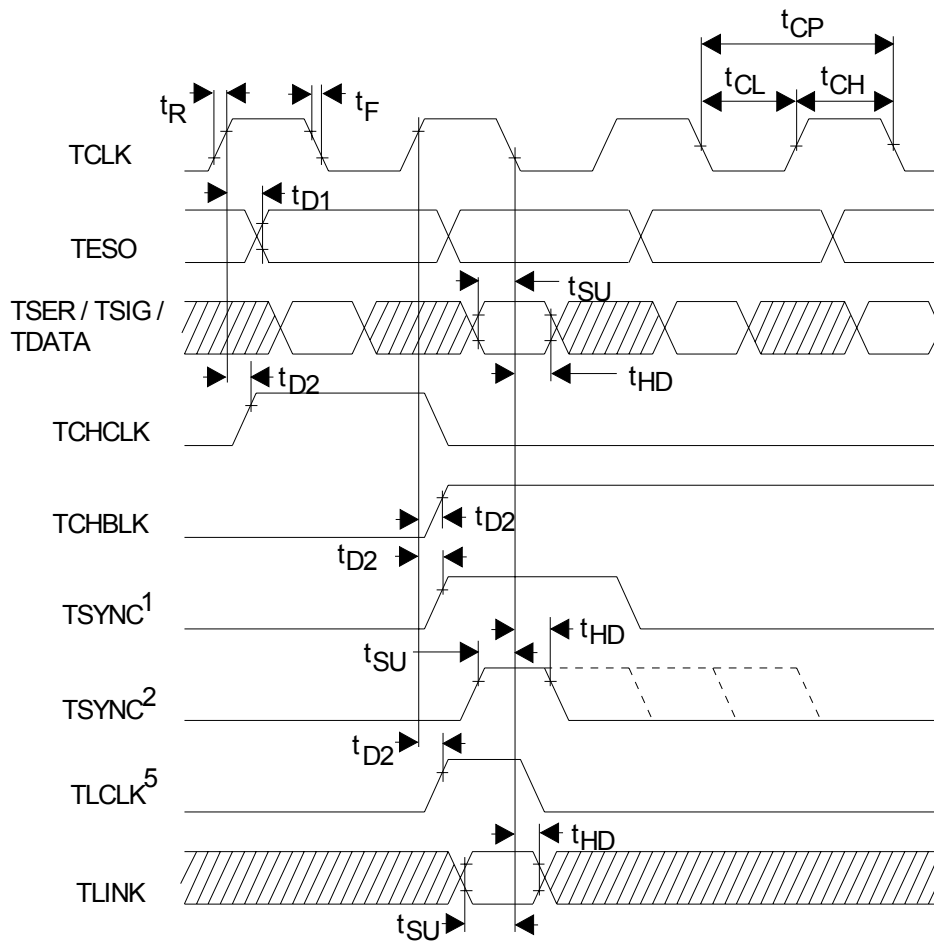 tCP
tCL tCH
tR tF
TCLK
tD1
TESO
tSU
TSER / TSIG /
TDATA
tHD
tD2
TCHCLK
TCHBLK tD2
tD2
TSYNC1
tHD
tSU
TSYNC2
tD2
TLCLK5
tHD
TLINK
tSU